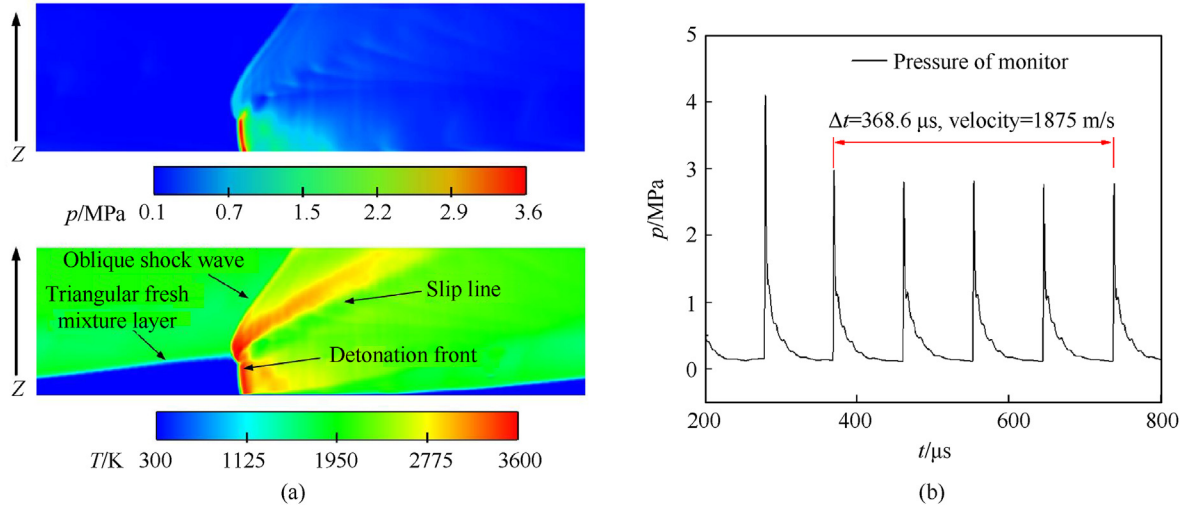 Z
p/MPa 0.1 0.7 1.5 2.2 2.9 3.6
Oblique shock wave
Triangular fresh
mixture layer
Slip line
Detonation front
Z
T/K 300 1125 1950 2775 3600
(a)
5
4
3
2
1
0
p/MPa
Pressure of monitor
Δt=368.6 μs, velocity=1875 m/s
200 400 600 800
t/μs
(b)